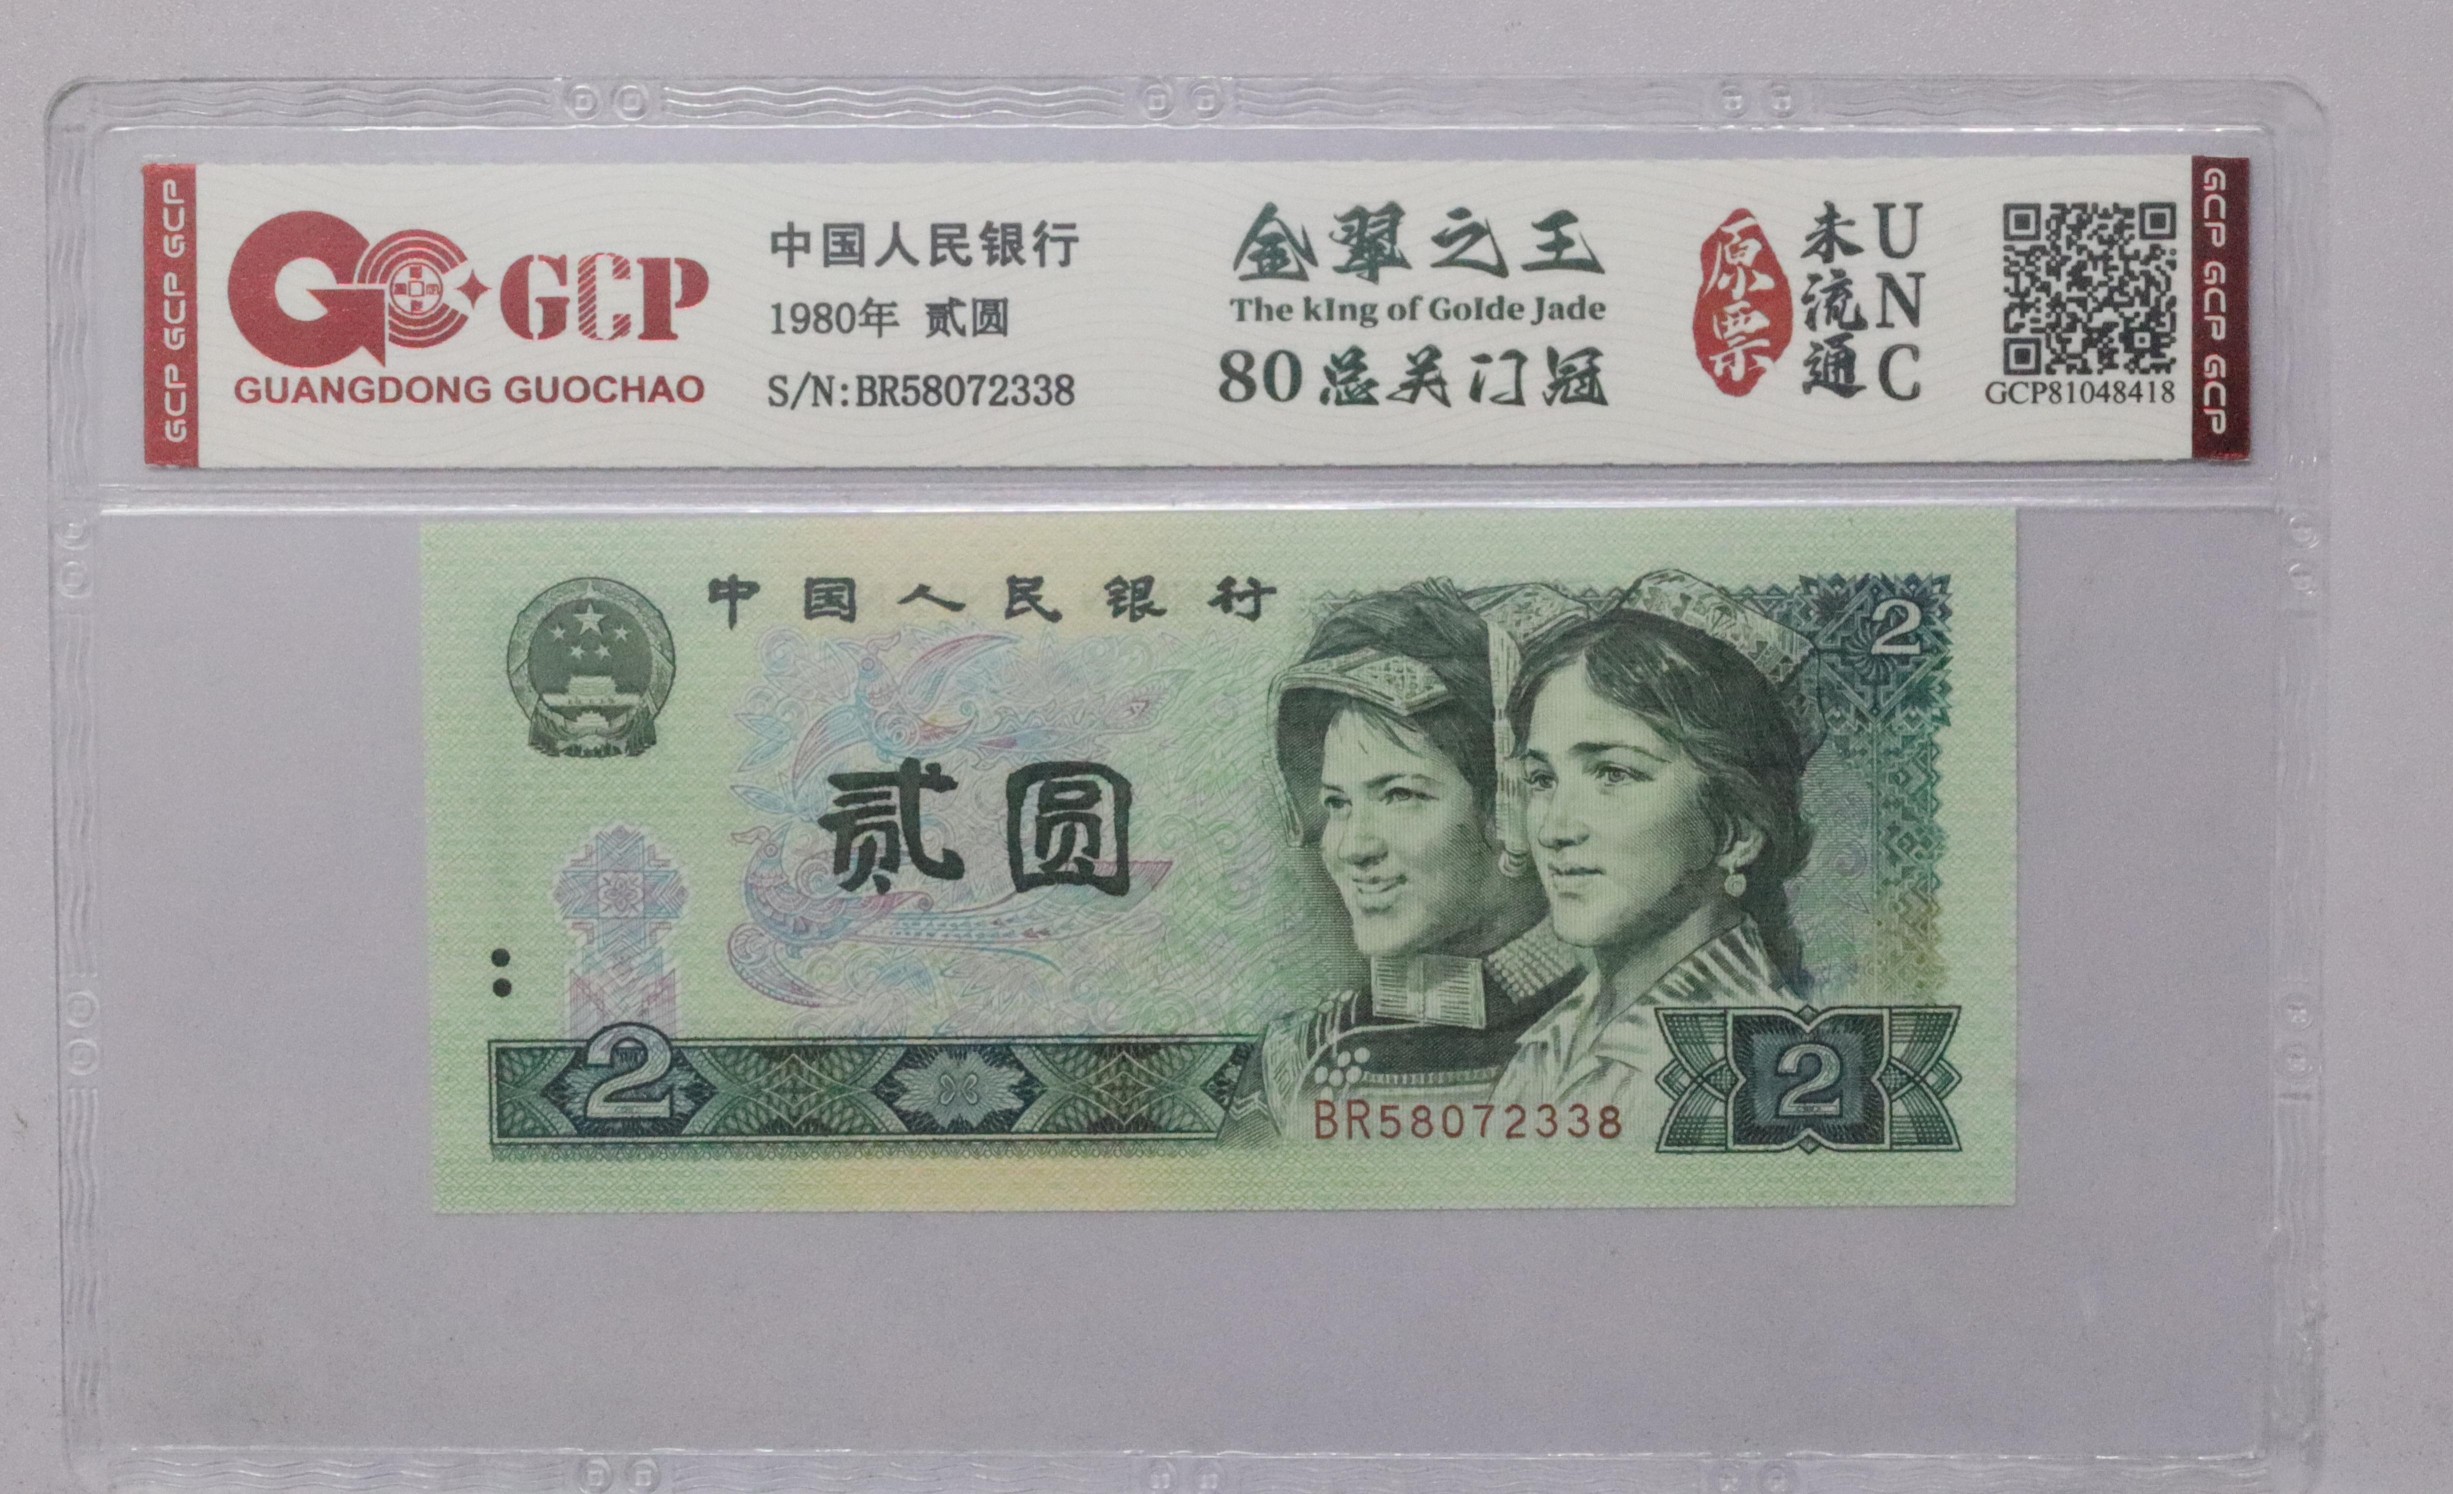 GCP GCP GCP
GCP
GUANGDONG GUOCHAO
中国人民银行
1980年 贰圆
S/N:BR58072338
金翠之王
The kIng of GoIde Jade
80总关门冠
原票
未流通
UNC
GCP81048418
GCP GCP GCP
中国人民银行
2
贰圆
2
BR58072338
2